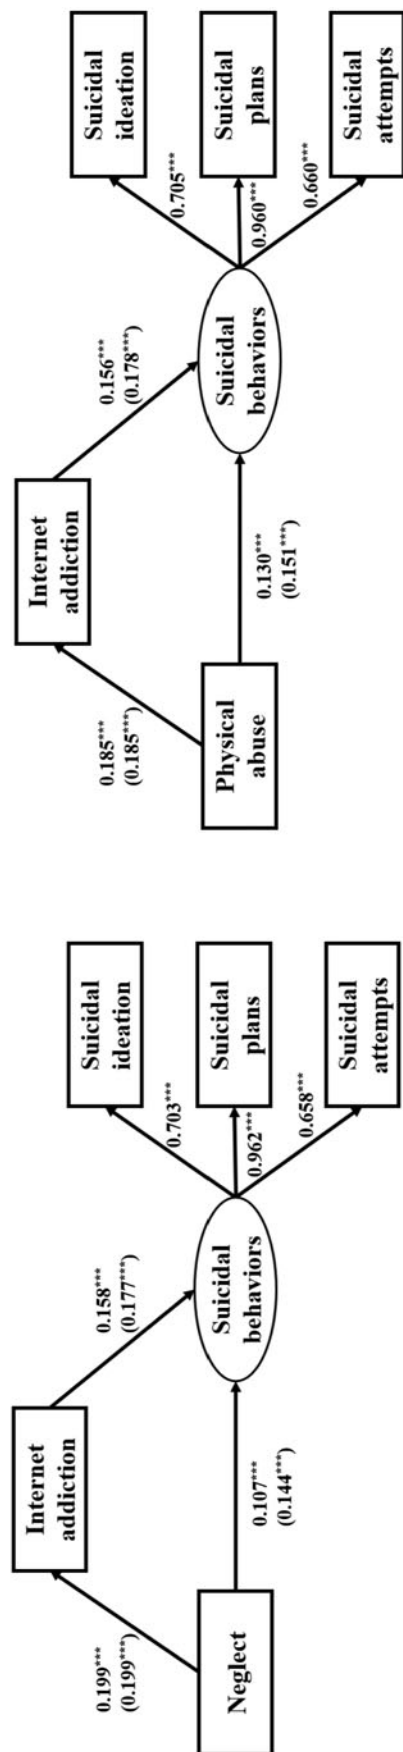 Neglect
0.199***
(0.199***)
Internet
addiction
0.158***
(0.177***)
0.107***
(0.144***)
Suicidal
behaviors
0.703***
0.962***
0.658***
Suicidal
ideation
Suicidal
plans
Suicidal
attempts
Physical
abuse
0.185***
(0.185***)
Internet
addiction
0.156***
(0.178***)
0.130***
(0.151***)
Suicidal
behaviors
0.705***
0.960***
0.660***
Suicidal
ideation
Suicidal
plans
Suicidal
attempts